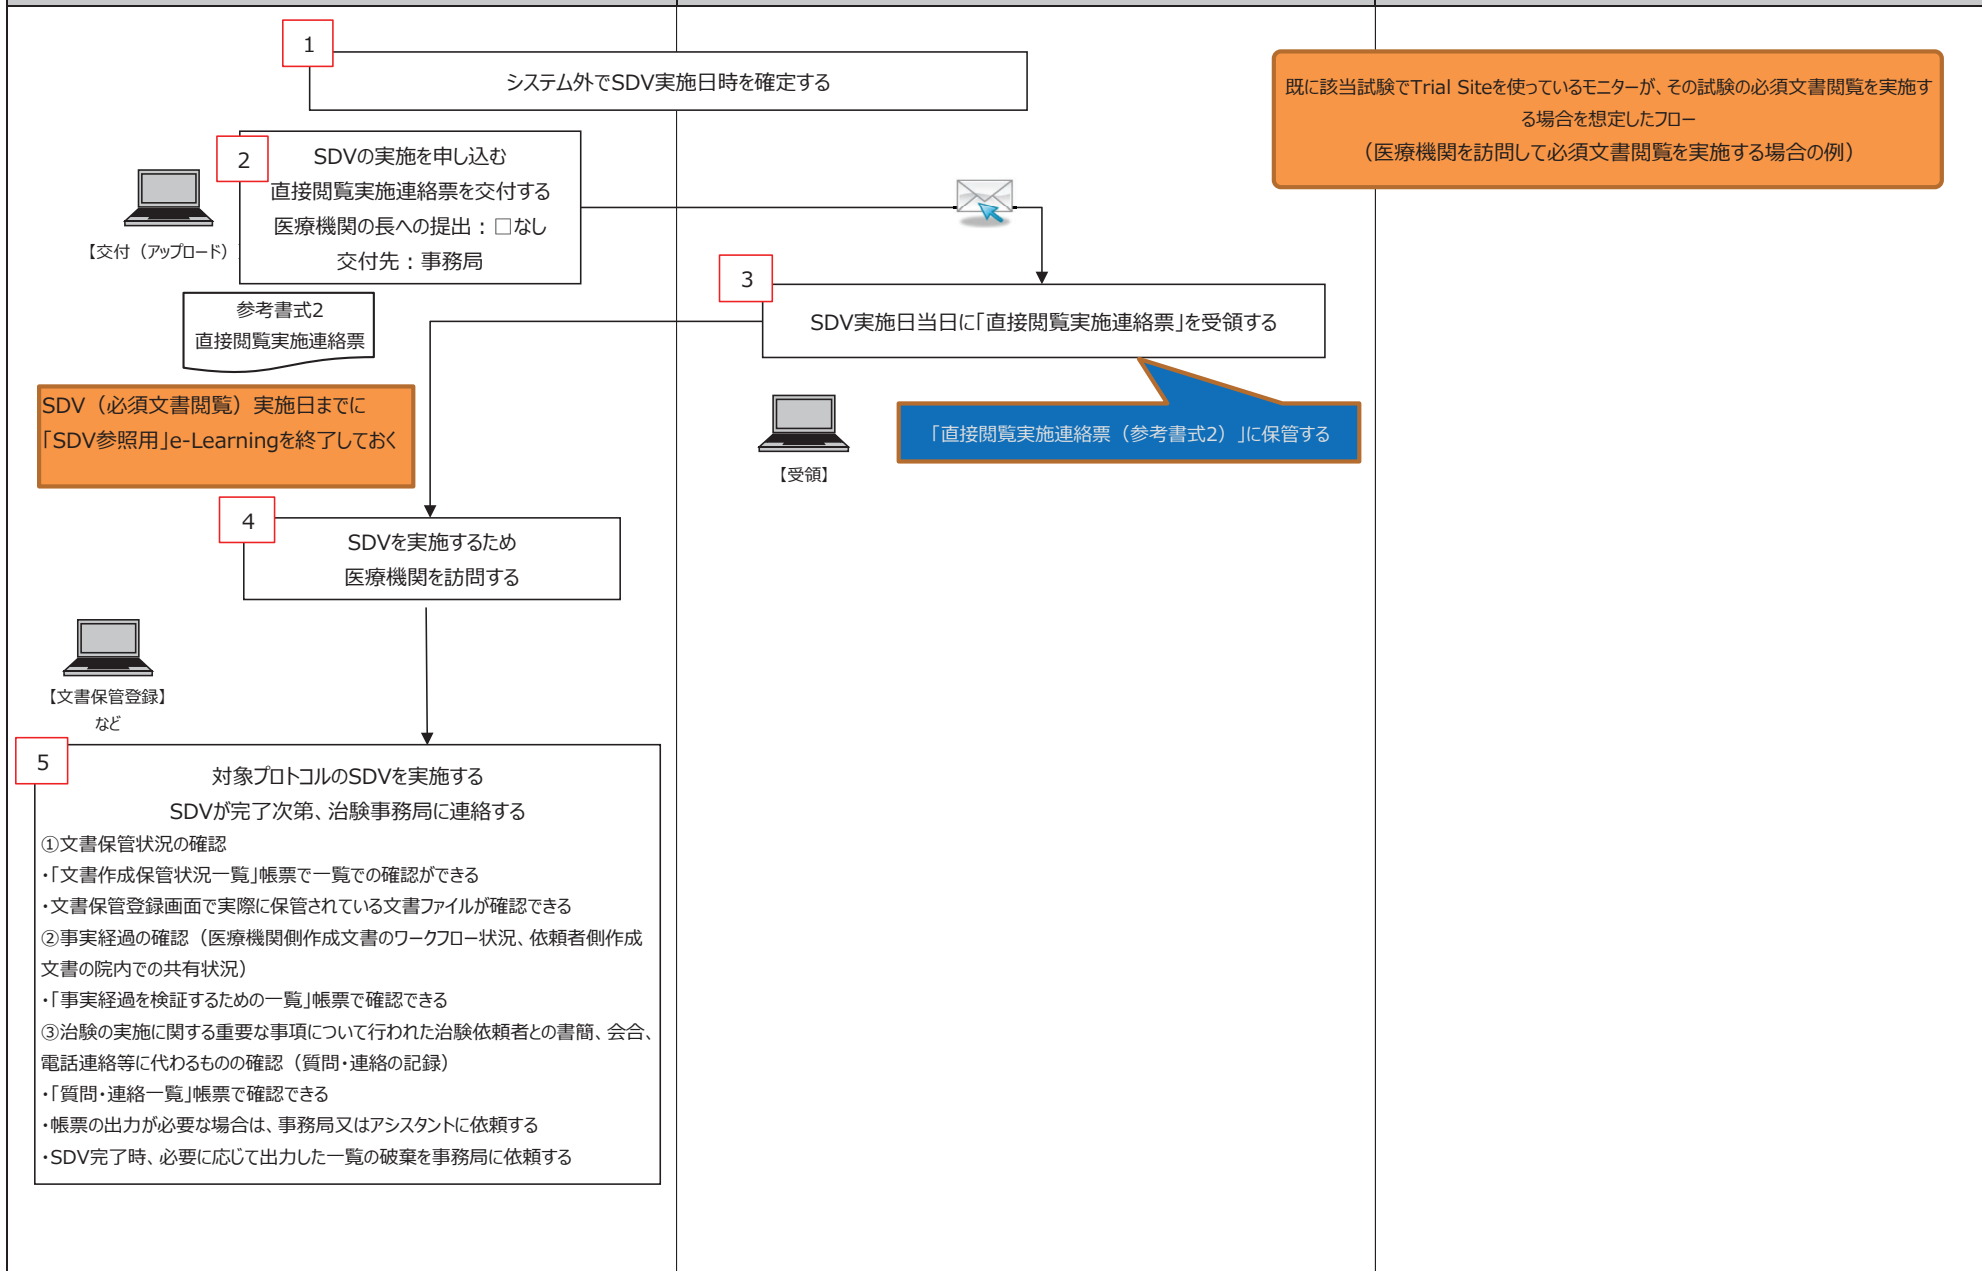 1
システム外でSDV実施日時を確定する
既に該当試験でTrial Siteを使っているモニターが、その試験の必須文書閲覧を実施す
る場合を想定したフロー
（医療機関を訪問して必須文書閲覧を実施する場合の例）
2
SDVの実施を申し込む
直接閲覧実施連絡票を交付する
医療機関の長への提出：□なし
交付先：事務局
【交付（アップロード）
参考書式2
直接閲覧実施連絡票
3
SDV実施日当日に「直接閲覧実施連絡票」を受領する
「直接閲覧実施連絡票（参考書式2）」に保管する
【受領】
SDV（必須文書閲覧）実施日までに
「SDV参照用」e-Learningを終了しておく
4
SDVを実施するため
医療機関を訪問する
【文書保管登録】
など
5
対象プロトコルのSDVを実施する
SDVが完了次第、治験事務局に連絡する
①文書保管状況の確認
・「文書作成保管状況一覧」帳票で一覧での確認ができる
・文書保管登録画面で実際に保管されている文書ファイルが確認できる
②事実経過の確認（医療機関側作成文書のワークフロー状況、依頼者側作成
文書の院内での共有状況）
・「事実経過を検証するための一覧」帳票で確認できる
③治験の実施に関する重要な事項について行われた治験依頼者との書簡、会合、
電話連絡等に代わるものの確認（質問・連絡の記録）
・「質問・連絡一覧」帳票で確認できる
・帳票の出力が必要な場合は、事務局又はアシスタントに依頼する
・SDV完了時、必要に応じて出力した一覧の破棄を事務局に依頼する